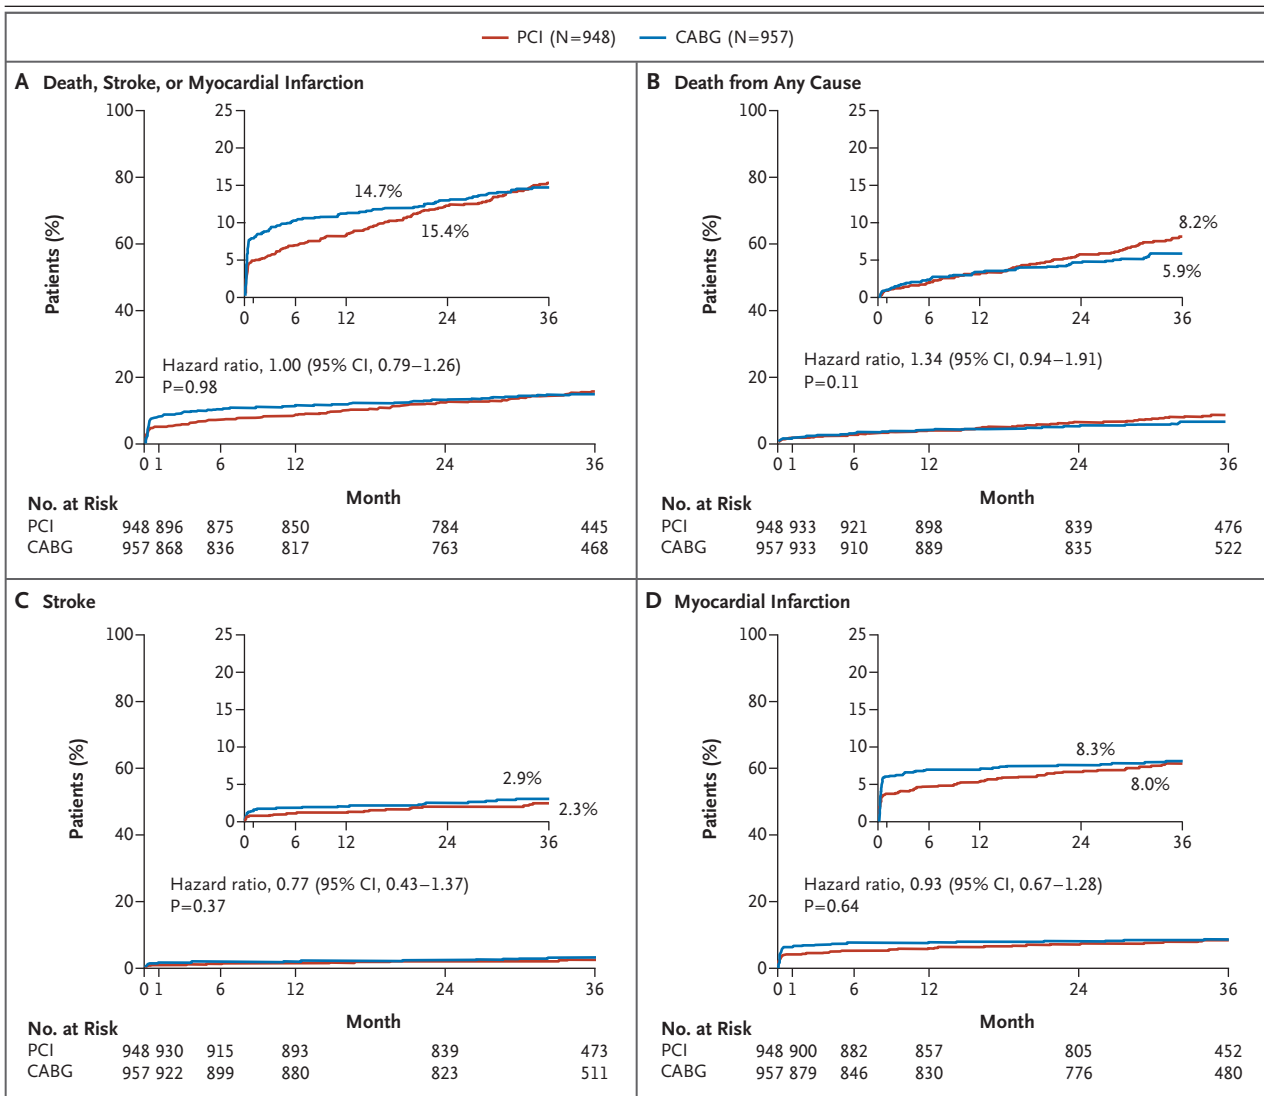 PCI (N=948) CABG (N=957)
A Death, Stroke, or Myocardial Infarction
Patients (%)
100
80
60
40
20
0
25
20
15
10
5
0
14.7%
15.4%
0 6 12 24 36
Hazard ratio, 1.00 (95% CI, 0.79–1.26)
P=0.98
0 1 6 12 24 36
Month
No. at Risk
PCI 948 896 875 850 784 445
CABG 957 868 836 817 763 468
B Death from Any Cause
Patients (%)
100
80
60
40
20
0
25
20
15
10
5
0
8.2%
5.9%
0 6 12 24 36
Hazard ratio, 1.34 (95% CI, 0.94–1.91)
P=0.11
0 1 6 12 24 36
Month
No. at Risk
PCI 948 933 921 898 839 476
CABG 957 933 910 889 835 522
C Stroke
Patients (%)
100
80
60
40
20
0
25
20
15
10
5
0
2.9%
2.3%
0 6 12 24 36
Hazard ratio, 0.77 (95% CI, 0.43–1.37)
P=0.37
0 1 6 12 24 36
Month
No. at Risk
PCI 948 930 915 893 839 473
CABG 957 922 899 880 823 511
D Myocardial Infarction
Patients (%)
100
80
60
40
20
0
25
20
15
10
5
0
8.3%
8.0%
0 6 12 24 36
Hazard ratio, 0.93 (95% CI, 0.67–1.28)
P=0.64
0 1 6 12 24 36
Month
No. at Risk
PCI 948 900 882 857 805 452
CABG 957 879 846 830 776 480